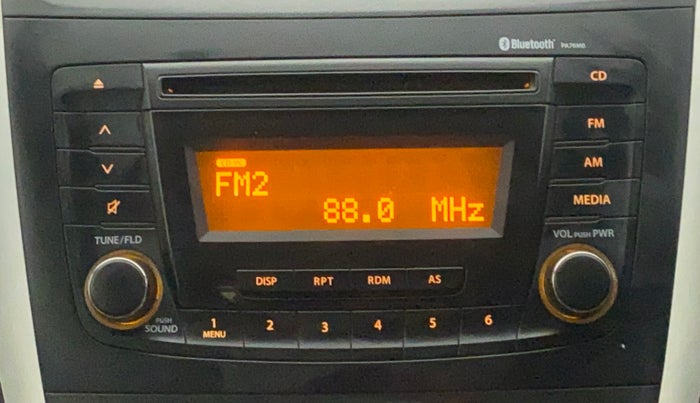 Bluetooth
CD
FM
AM
MEDIA
FM2
88.0 MHz
TUNE/FLD
VOL PUSH PWR
DISP RPT RDM AS
PUSH
SOUND
1 2 3 4 5 6
MENU